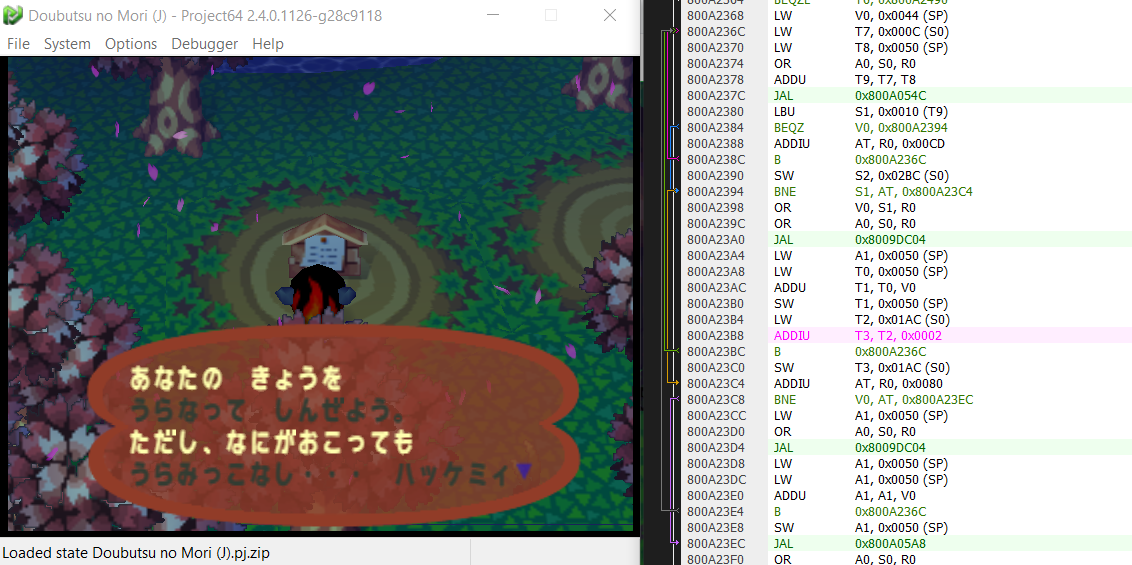 Doubutsu no Mori (J) - Project64 2.4.0.1126-g28c9118
File System Options Debugger Help
あなたの きょうを
うらなって しんぜよう。
ただし、なにがおこっても
うらみっこなし・・・ ハッケミィ
Loaded state Doubutsu no Mori (J).pj.zip
800A2368 LW V0, 0x0044 (SP)
800A236C LW T7, 0x000C (S0)
800A2370 LW T8, 0x0050 (SP)
800A2374 OR A0, S0, R0
800A2378 ADDU T9, T7, T8
800A237C JAL 0x800A054C
800A2380 LBU S1, 0x0010 (T9)
800A2384 BEQZ V0, 0x800A2394
800A2388 ADDIU AT, R0, 0x00CD
800A238C B 0x800A236C
800A2390 SW S2, 0x02BC (S0)
800A2394 BNE S1, AT, 0x800A23C4
800A2398 OR V0, S1, R0
800A239C OR A0, S0, R0
800A23A0 JAL 0x8009DC04
800A23A4 LW A1, 0x0050 (SP)
800A23A8 LW T0, 0x0050 (SP)
800A23AC ADDU T1, T0, V0
800A23B0 SW T1, 0x0050 (SP)
800A23B4 LW T2, 0x01AC (S0)
800A23B8 ADDIU T3, T2, 0x0002
800A23BC B 0x800A236C
800A23C0 SW T3, 0x01AC (S0)
800A23C4 ADDIU AT, R0, 0x0080
800A23C8 BNE V0, AT, 0x800A23EC
800A23CC LW A1, 0x0050 (SP)
800A23D0 OR A0, S0, R0
800A23D4 JAL 0x8009DC04
800A23D8 LW A1, 0x0050 (SP)
800A23DC LW A1, 0x0050 (SP)
800A23E0 ADDU A1, A1, V0
800A23E4 B 0x800A236C
800A23E8 SW A1, 0x0050 (SP)
800A23EC JAL 0x800A05A8
800A23F0 OR A0, S0, R0